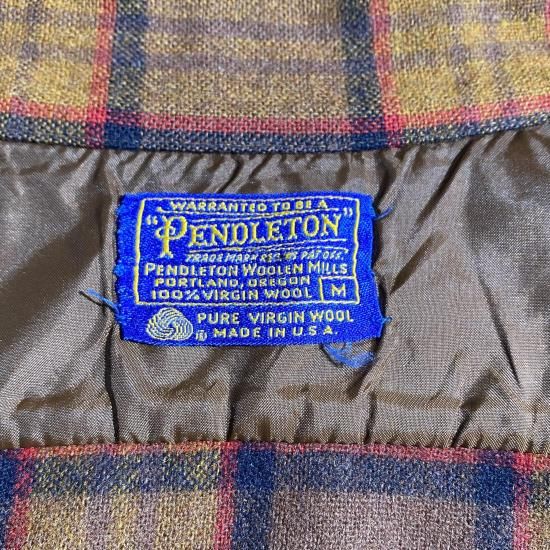 WARRANTED TO BE A
"PENDLETON"
TRADE MARK REG. US PAT OFF.
PENDLETON WOOLEN MILLS
PORTLAND, OREGON
100% VIRGIN WOOL M
® PURE VIRGIN WOOL
MADE IN U.S.A.